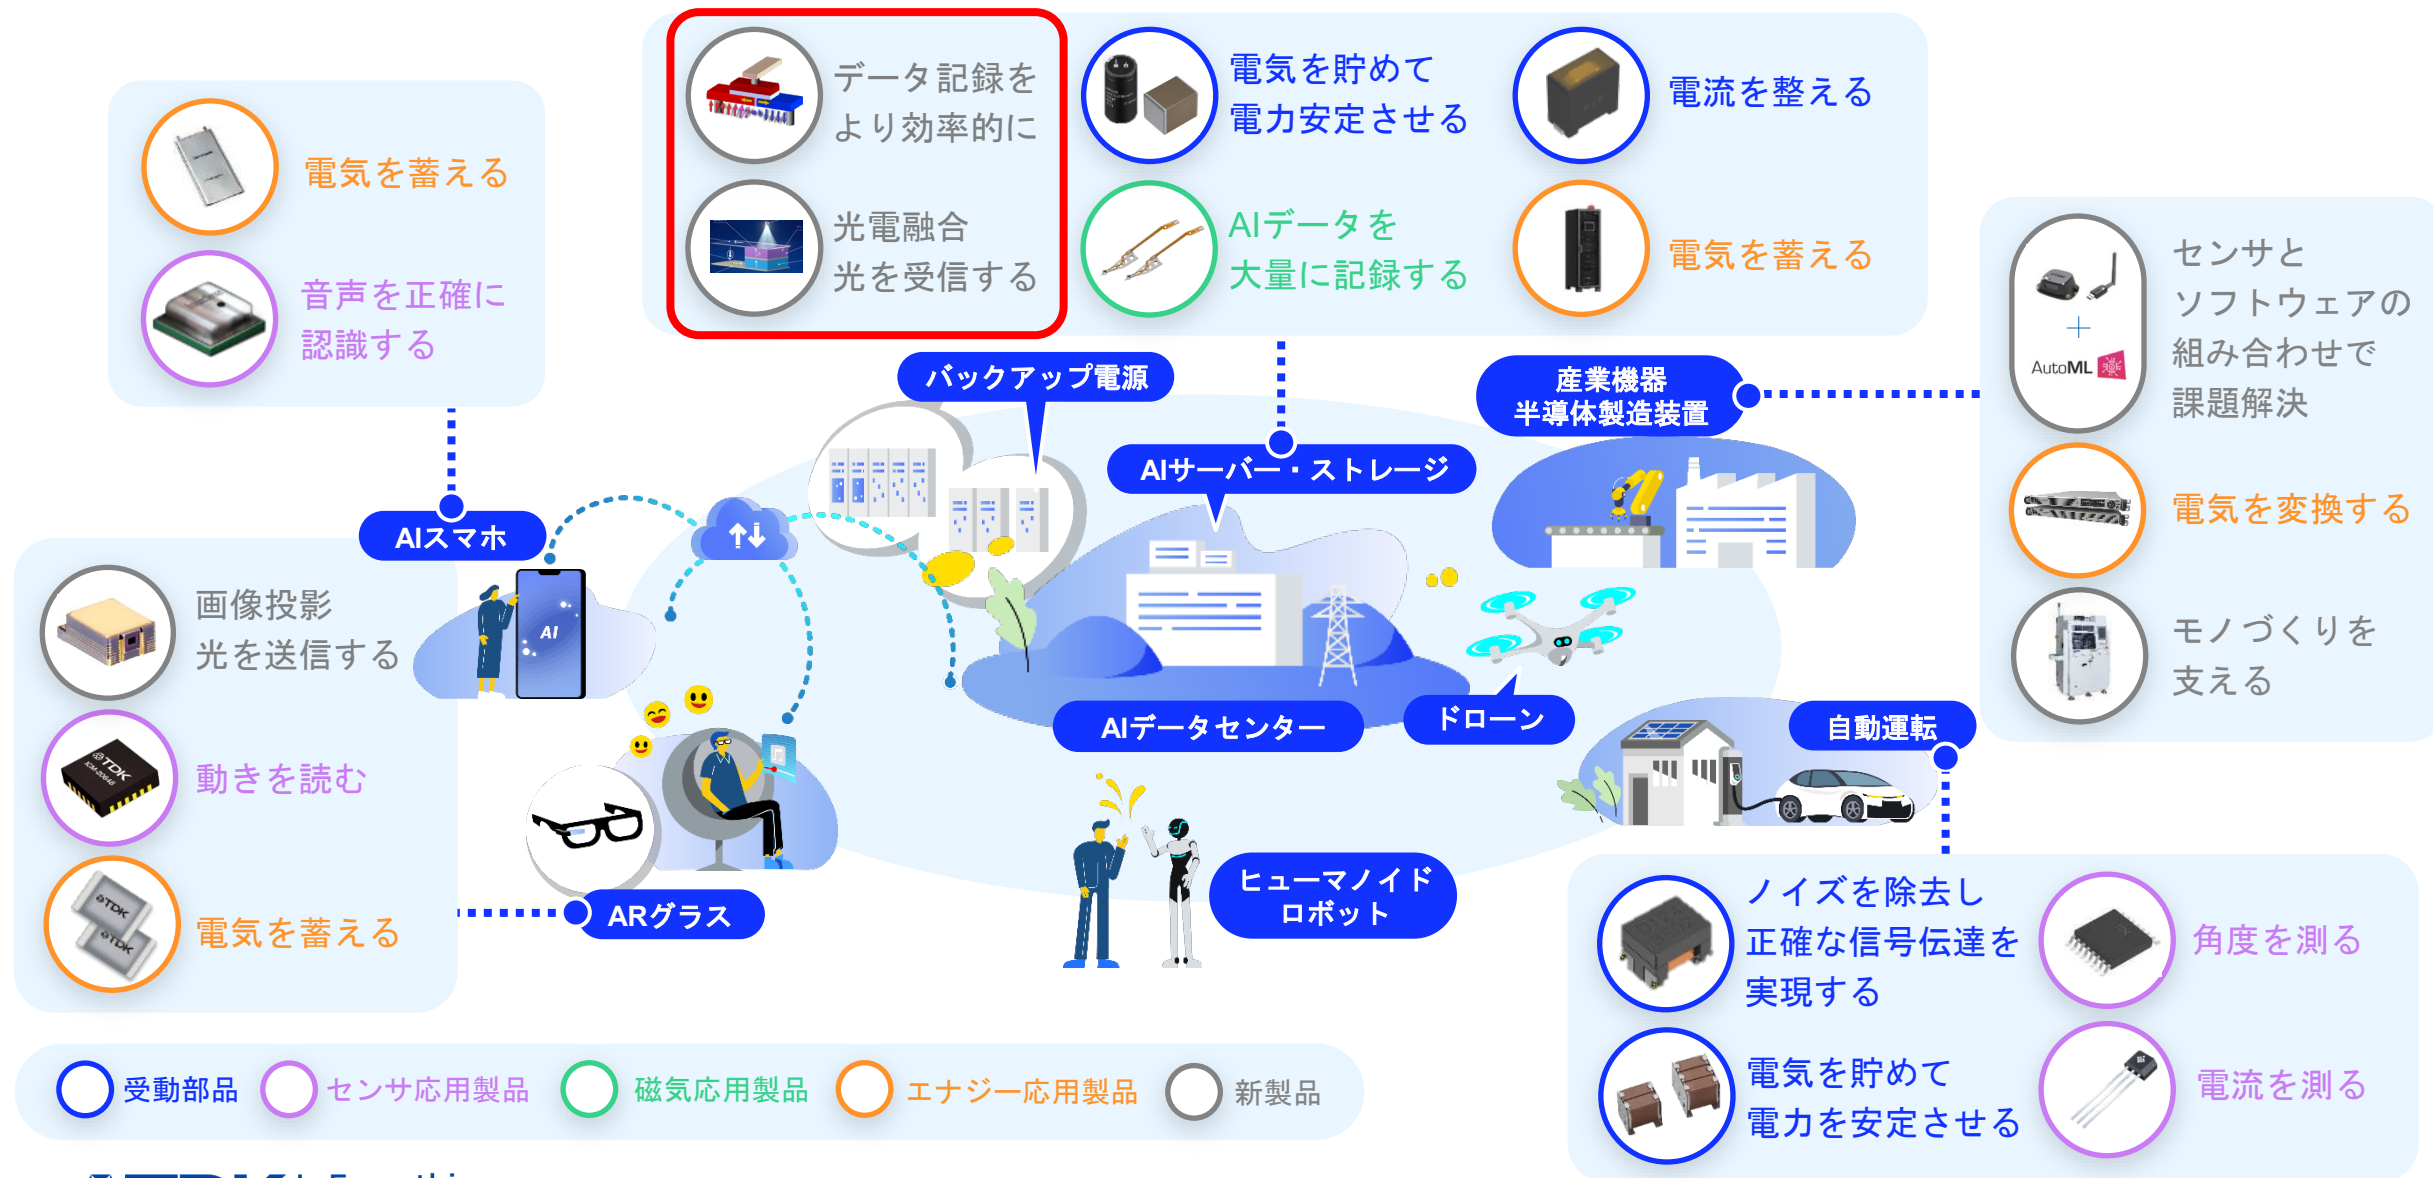 データ記録を
より効率的に
光電融合
光を受信する
電気を貯めて
電力安定させる
AIデータを
大量に記録する
電流を整える
電気を蓄える
電気を蓄える
音声を正確に
認識する
バックアップ電源
AIサーバー・ストレージ
産業機器
半導体製造装置
センサと
ソフトウェアの
組み合わせで
課題解決
AutoML
電気を変換する
モノづくりを
支える
AIスマホ
AI
画像投影
光を送信する
動きを読む
TDK
ICM-20648
電気を蓄える
TDK
TDK
ARグラス
AIデータセンター
ドローン
自動運転
ヒューマノイド
ロボット
ノイズを除去し
正確な信号伝達を
実現する
電気を貯めて
電力を安定させる
角度を測る
電流を測る
受動部品
センサ応用製品
磁気応用製品
エナジー応用製品
新製品